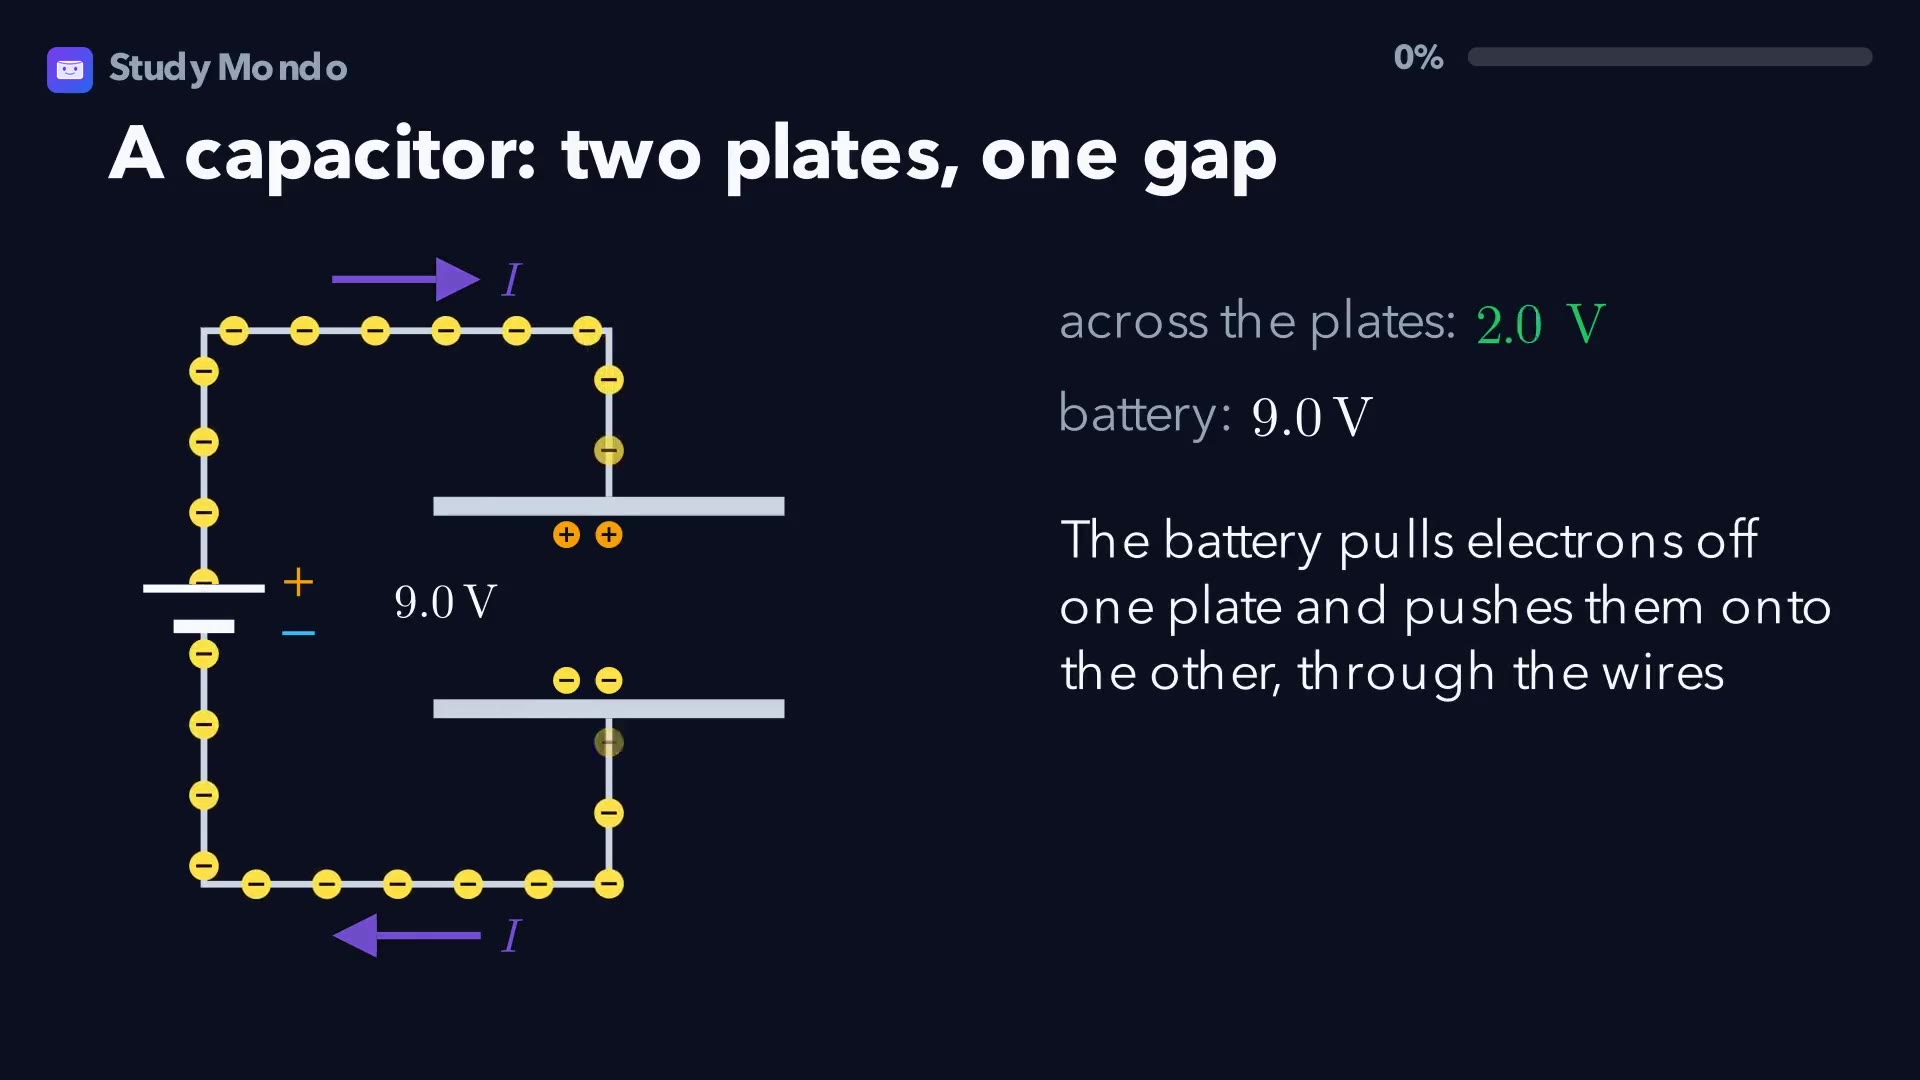 Study Mondo
0%
A capacitor: two plates, one gap
I
across the plates: 2.0 V
battery: 9.0 V
+ +
The battery pulls electrons off
one plate and pushes them onto
the other, through the wires
+
9.0 V
−
I